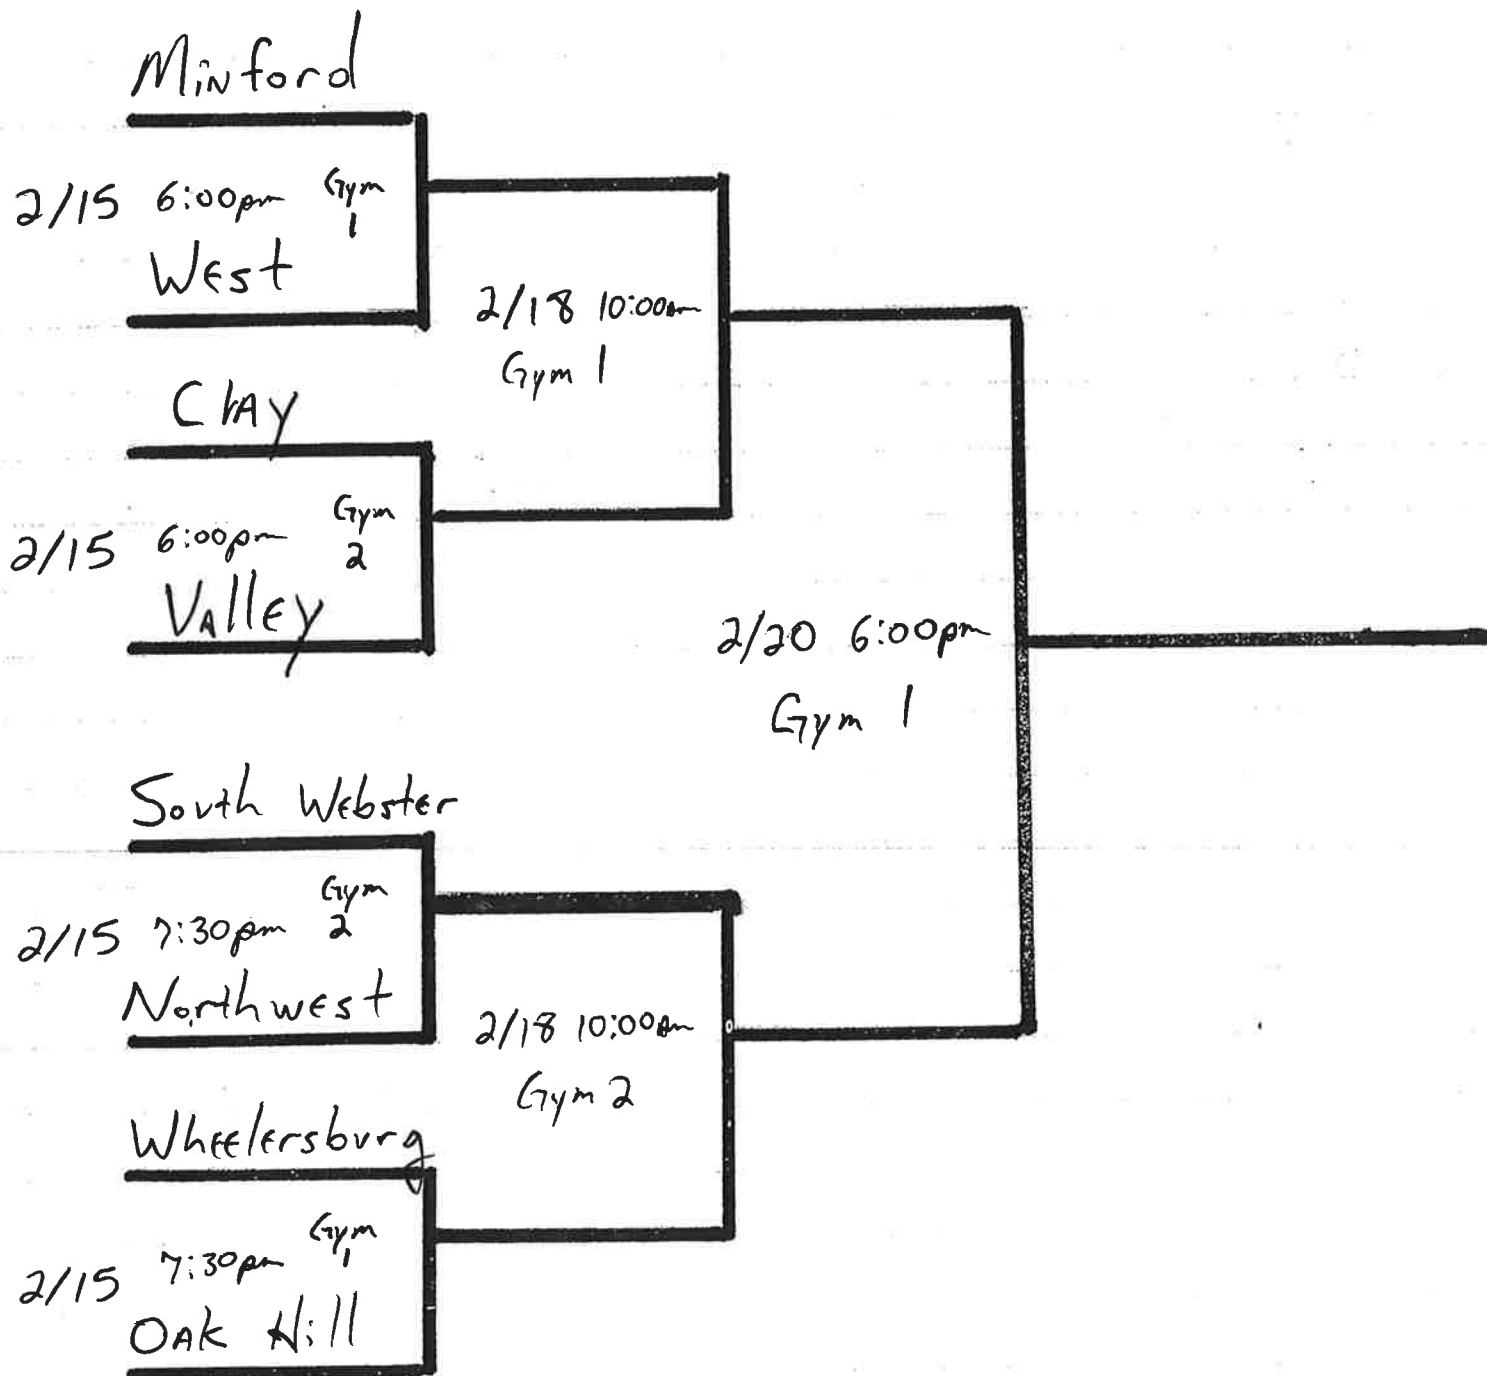 Minford
2/15 6:00pm Gym 1
West
2/18 10:00am
Gym 1
Clay
2/15 6:00pm Gym 2
Valley
2/20 6:00pm
Gym 1
South Webster
2/15 7:30pm Gym 2
Northwest
2/18 10:00am
Gym 2
Wheelersburg
2/15 7:30pm Gym 1
Oak Hill